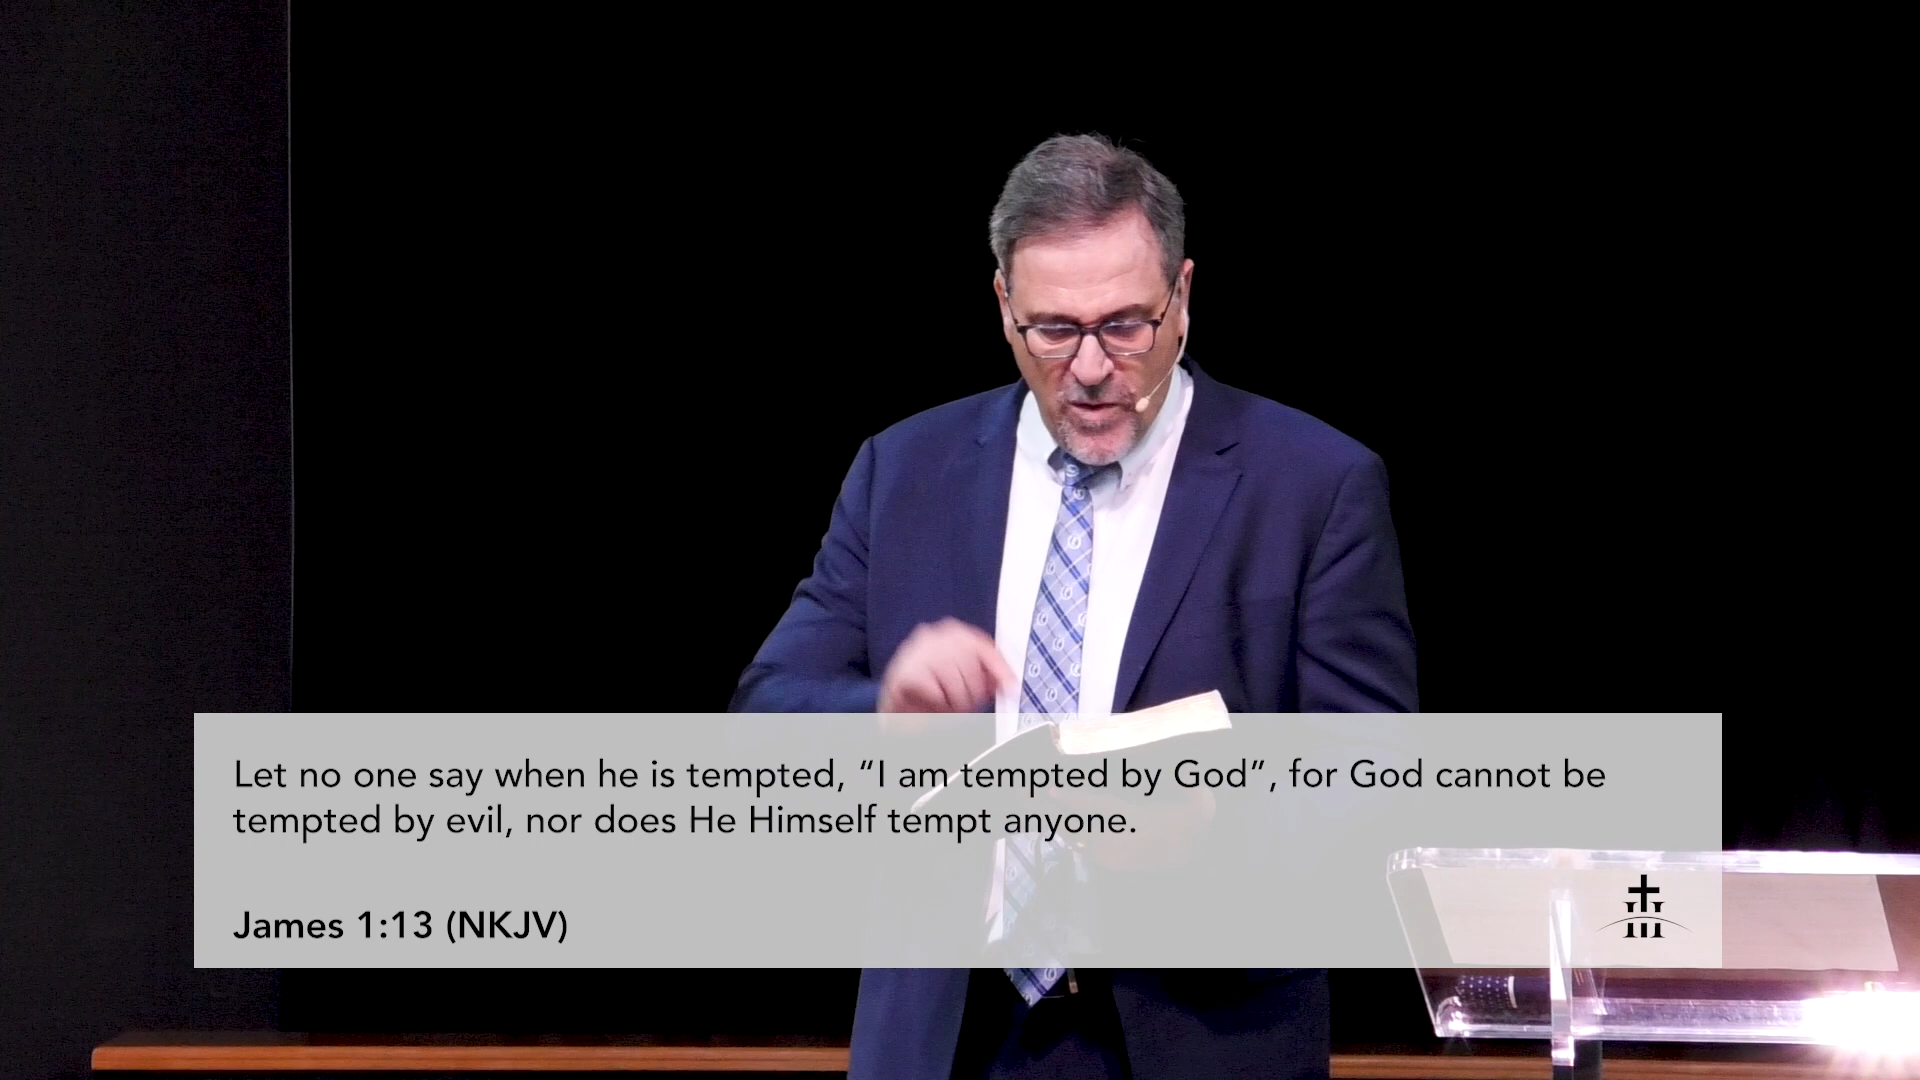 Let no one say when he is tempted, “I am tempted by God”, for God cannot be
tempted by evil, nor does He Himself tempt anyone.
James 1:13 (NKJV)